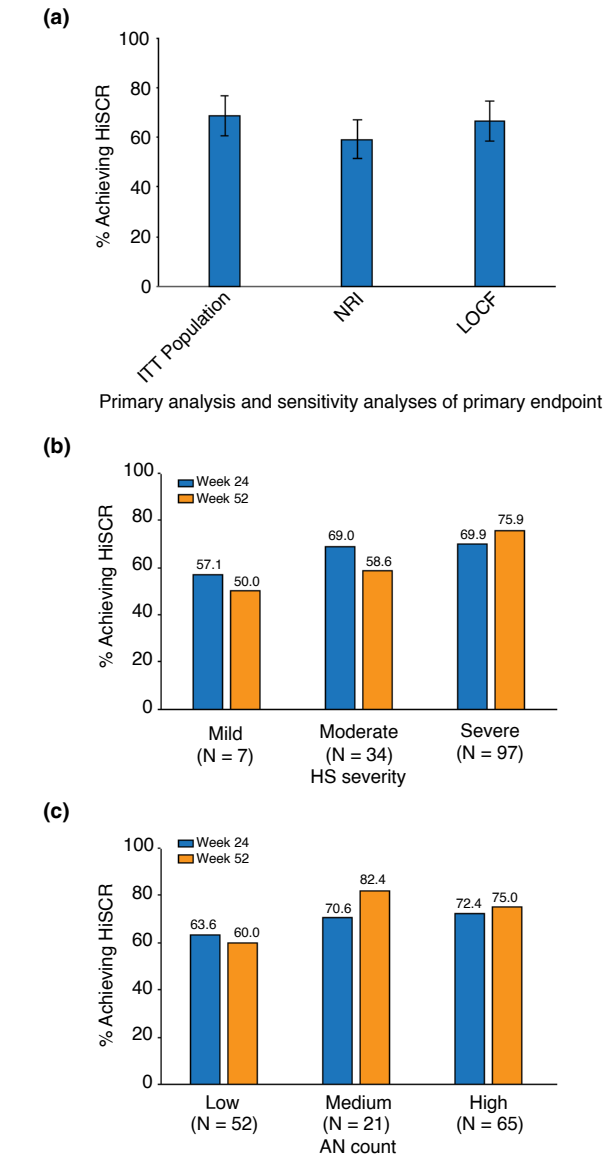 (a)
100
80
60
40
20
0
% Achieving HiSCR
ITT Population
NRI
LOCF
Primary analysis and sensitivity analyses of primary endpoint
(b)
100
80
60
40
20
0
% Achieving HiSCR
Week 24
Week 52
57.1
50.0
69.0
58.6
69.9
75.9
Mild Moderate Severe
(N = 7) (N = 34) (N = 97)
HS severity
(c)
100
80
60
40
20
0
% Achieving HiSCR
Week 24
Week 52
63.6
60.0
70.6
82.4
72.4
75.0
Low Medium High
(N = 52) (N = 21) (N = 65)
AN count